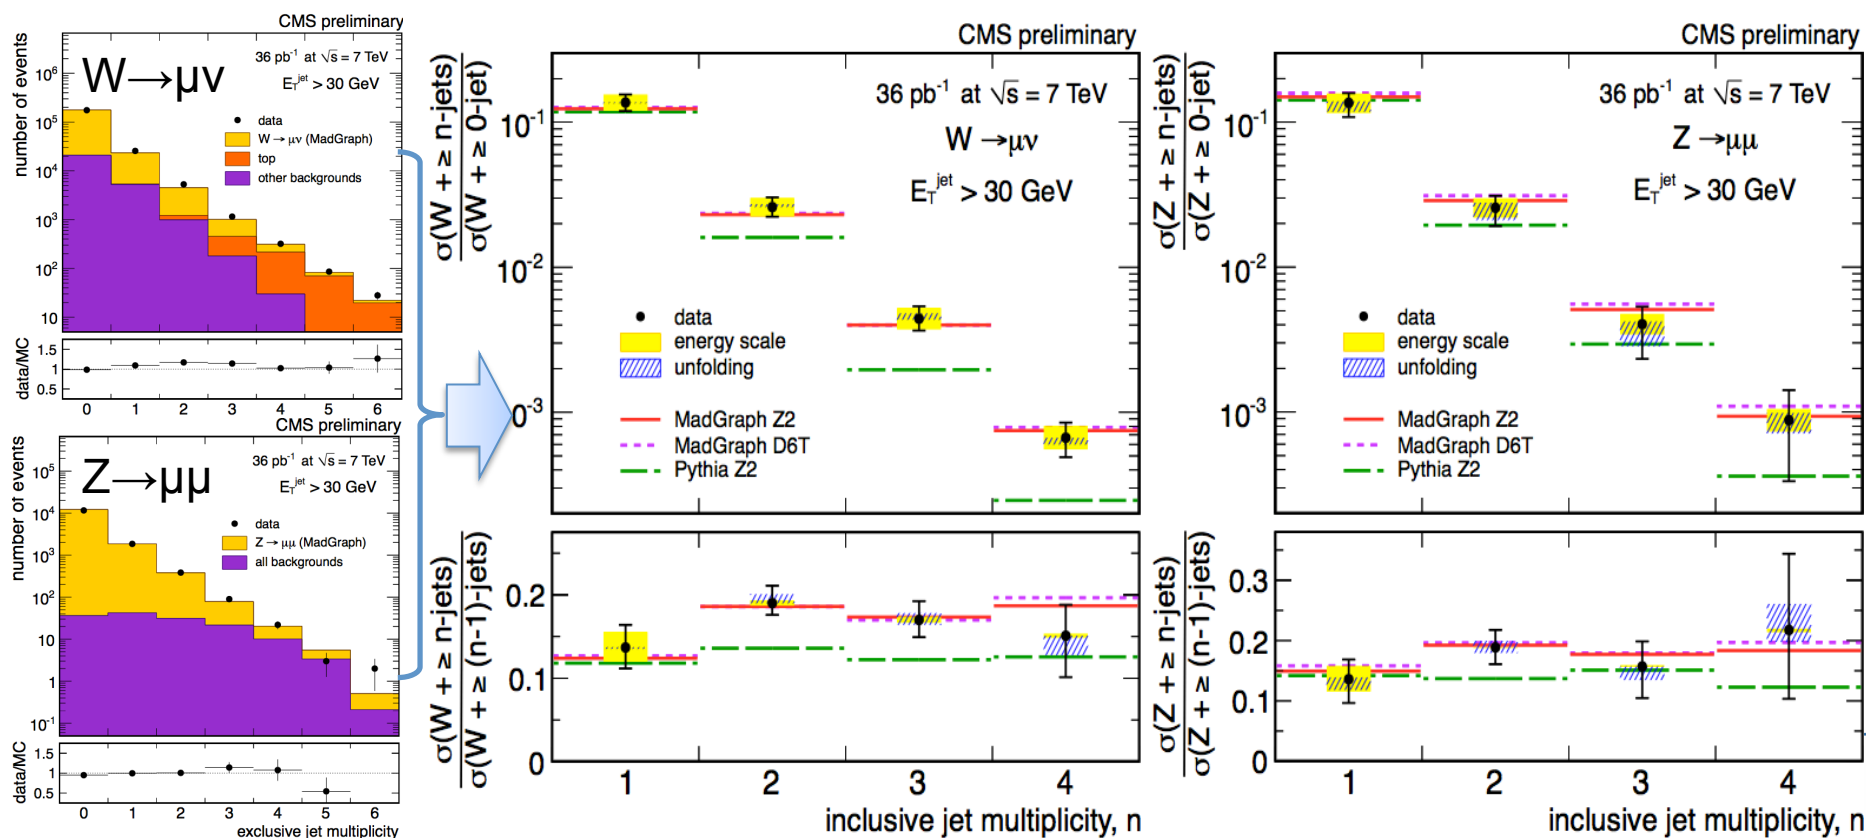 CMS preliminary
W→μν
36 pb⁻¹ at √s = 7 TeV
E_T^jet > 30 GeV
number of events
10⁶
10⁵
10⁴
10³
10²
10
data
W → μν (MadGraph)
top
other backgrounds
data/MC
1.5
1
0.5
0 1 2 3 4 5 6
CMS preliminary
Z→μμ
36 pb⁻¹ at √s = 7 TeV
E_T^jet > 30 GeV
number of events
10⁵
10⁴
10³
10²
10
1
10⁻¹
data
Z → μμ (MadGraph)
all backgrounds
data/MC
1.5
1
0.5
0 1 2 3 4 5 6
exclusive jet multiplicity
CMS preliminary
σ(W + ≥ n-jets)
σ(W + ≥ 0-jet)
36 pb⁻¹ at √s = 7 TeV
W →μν
E_T^jet > 30 GeV
10⁻¹
10⁻²
0⁻³
data
energy scale
unfolding
MadGraph Z2
MadGraph D6T
Pythia Z2
σ(W + ≥ n-jets)
σ(W + ≥ (n-1)-jets)
0.2
0.1
0
1 2 3 4
inclusive jet multiplicity, n
CMS preliminary
σ(Z + ≥ n-jets)
σ(Z + ≥ 0-jet)
36 pb⁻¹ at √s = 7 TeV
Z →μμ
E_T^jet > 30 GeV
10⁻¹
10⁻²
10⁻³
data
energy scale
unfolding
MadGraph Z2
MadGraph D6T
Pythia Z2
σ(Z + ≥ n-jets)
σ(Z + ≥ (n-1)-jets)
0.3
0.2
0.1
0
1 2 3 4
inclusive jet multiplicity, n